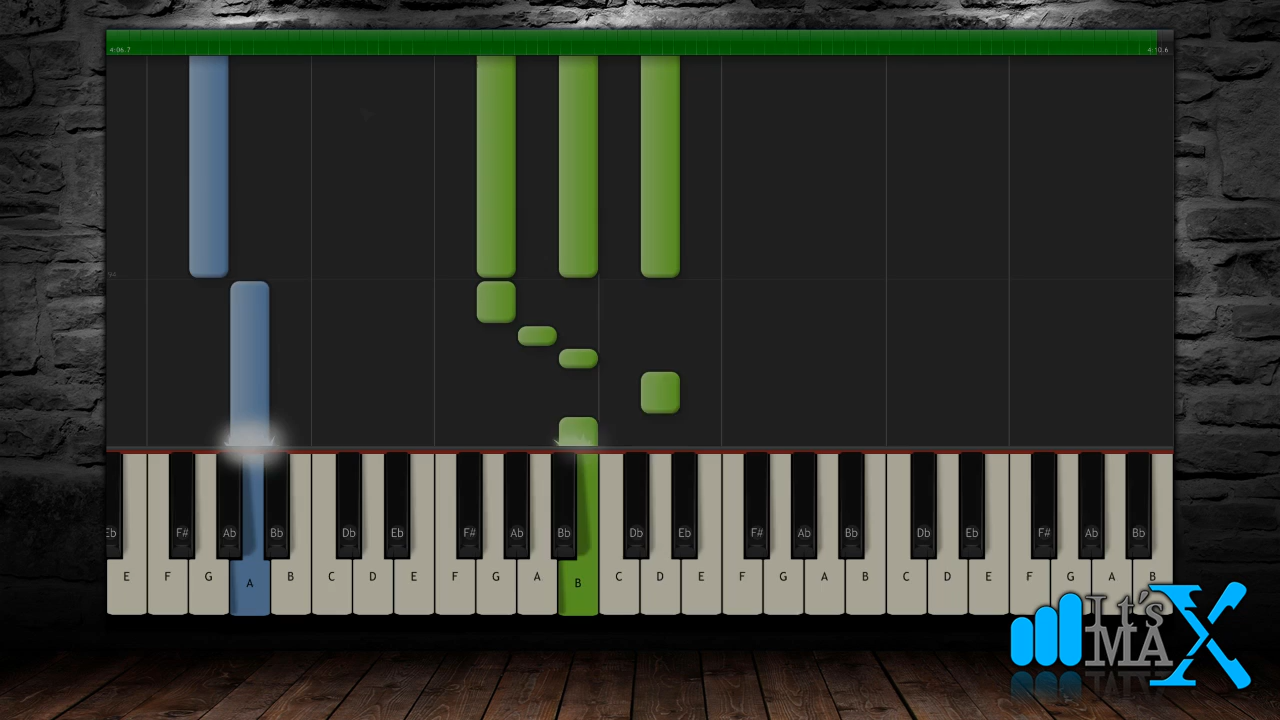 4:06.7 4:10.6
94
Eb F# Ab Bb Db Eb F# Ab Bb Db Eb F# Ab Bb Db Eb F# Ab Bb
E F G A B C D E F G A B C D E F G A B C D E F G A B
It's
MAX